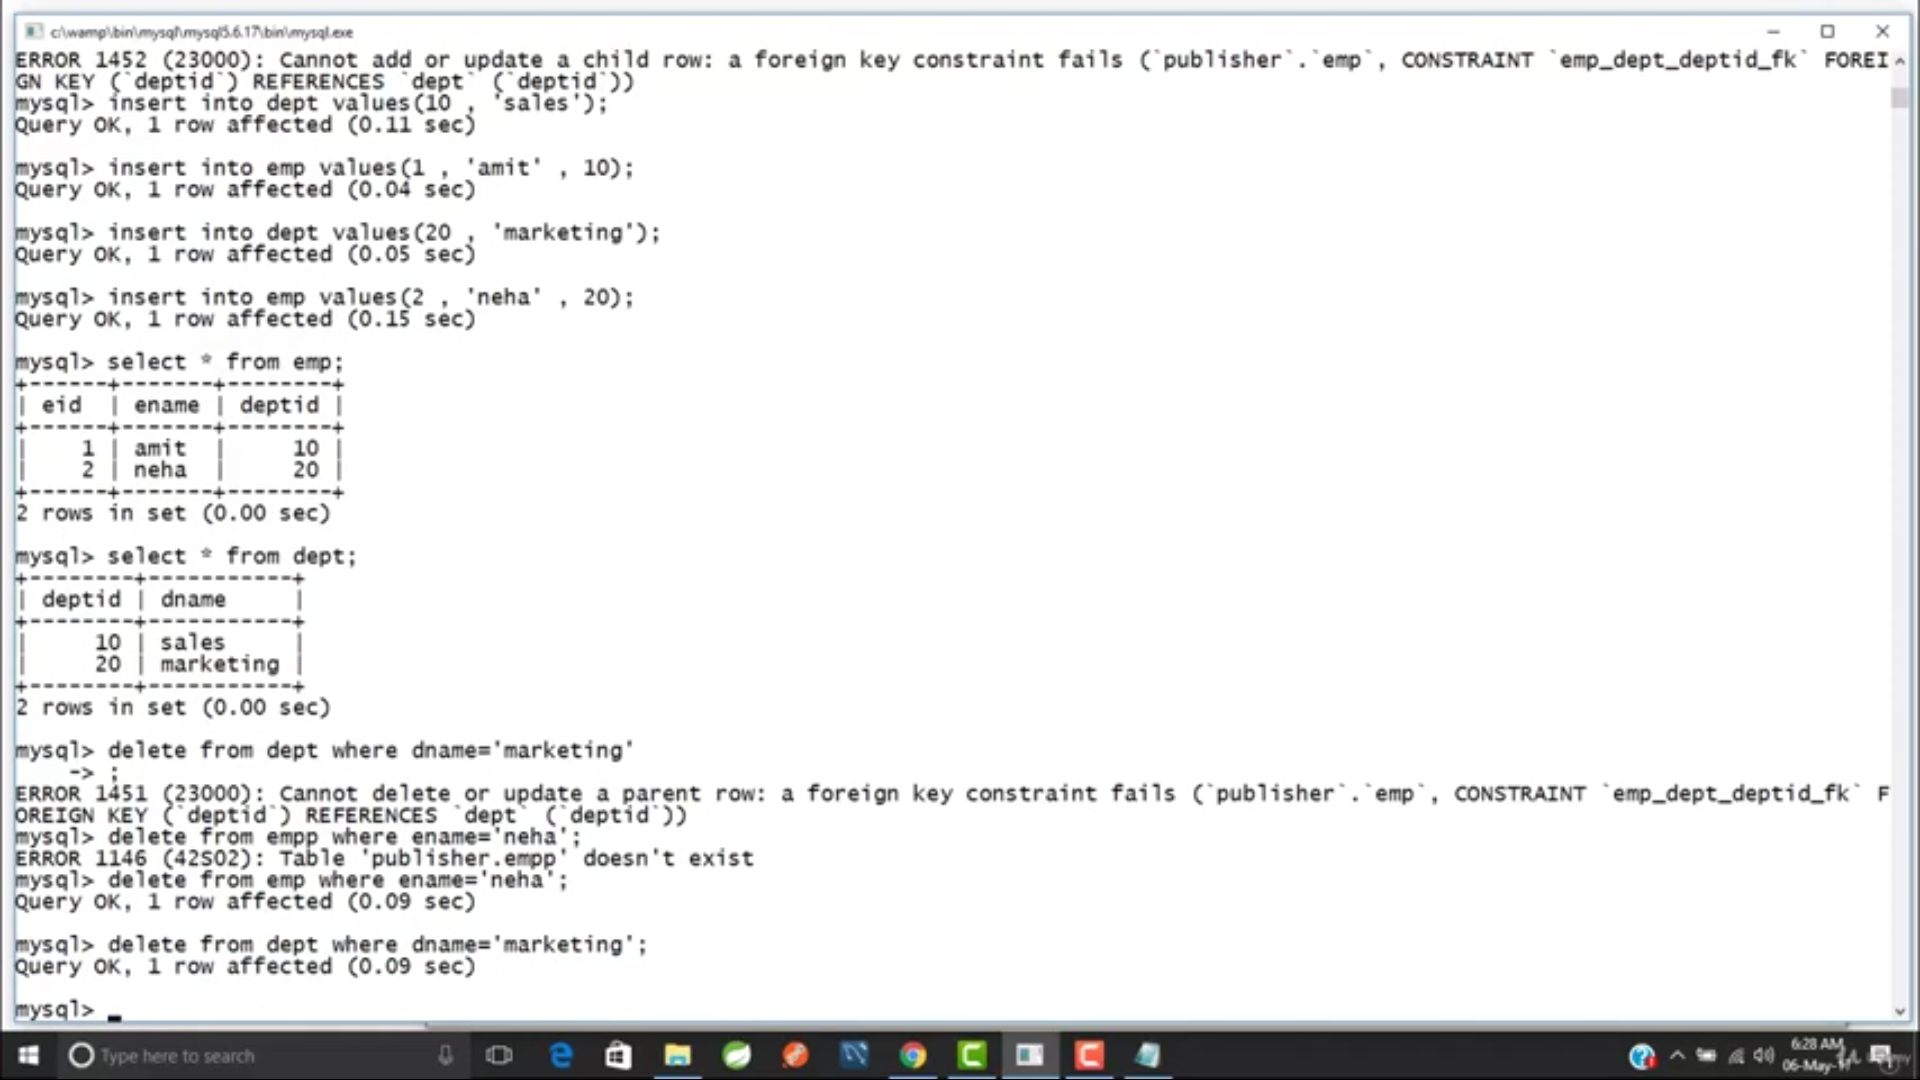 c:\wamp\bin\mysql\mysql5.6.17\bin\mysql.exe
ERROR 1452 (23000): Cannot add or update a child row: a foreign key constraint fails (`publisher`.`emp`, CONSTRAINT `emp_dept_deptid_fk` FOREI
GN KEY (`deptid`) REFERENCES `dept` (`deptid`))
mysql> insert into dept values(10 , 'sales');
Query OK, 1 row affected (0.11 sec)
mysql> insert into emp values(1 , 'amit' , 10);
Query OK, 1 row affected (0.04 sec)
mysql> insert into dept values(20 , 'marketing');
Query OK, 1 row affected (0.05 sec)
mysql> insert into emp values(2 , 'neha' , 20);
Query OK, 1 row affected (0.15 sec)
mysql> select * from emp;
+------+-------+--------+
| eid  | ename | deptid |
+------+-------+--------+
|    1 | amit  |     10 |
|    2 | neha  |     20 |
+------+-------+--------+
2 rows in set (0.00 sec)
mysql> select * from dept;
+--------+-----------+
| deptid | dname     |
+--------+-----------+
|     10 | sales     |
|     20 | marketing |
+--------+-----------+
2 rows in set (0.00 sec)
mysql> delete from dept where dname='marketing'
    -> ;
ERROR 1451 (23000): Cannot delete or update a parent row: a foreign key constraint fails (`publisher`.`emp`, CONSTRAINT `emp_dept_deptid_fk` F
OREIGN KEY (`deptid`) REFERENCES `dept` (`deptid`))
mysql> delete from empp where ename='neha';
ERROR 1146 (42S02): Table 'publisher.empp' doesn't exist
mysql> delete from emp where ename='neha';
Query OK, 1 row affected (0.09 sec)
mysql> delete from dept where dname='marketing';
Query OK, 1 row affected (0.09 sec)
mysql> _
Type here to search
6:28 AM
06-May-